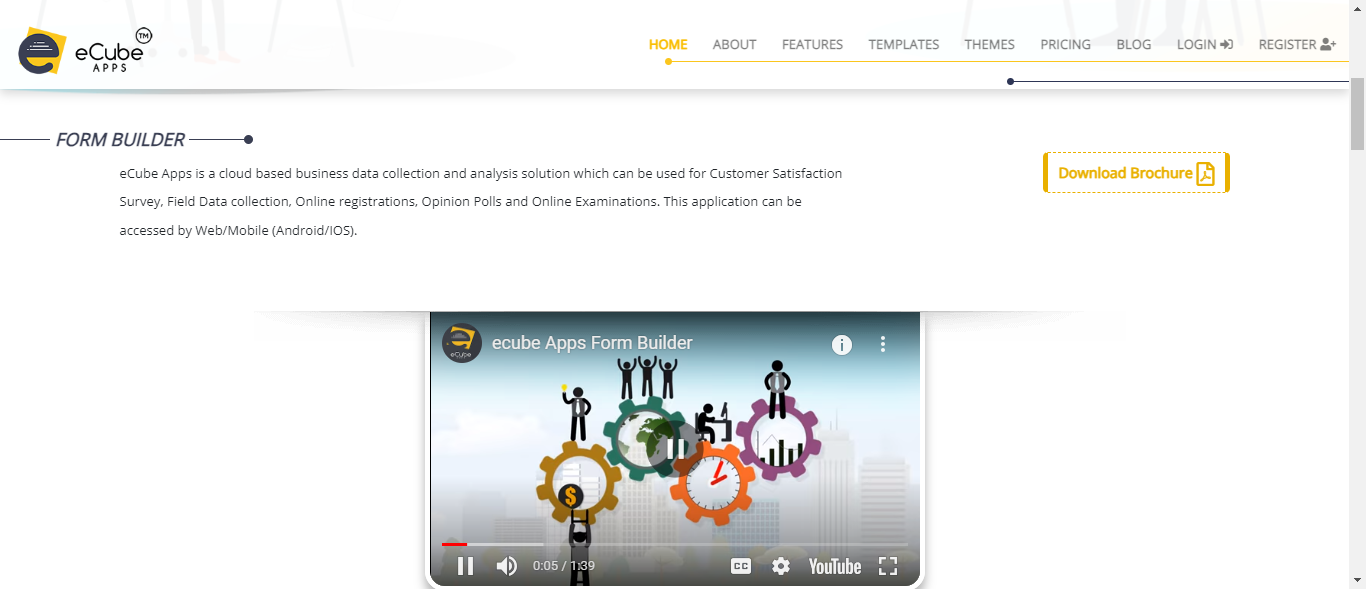 eCube TM
APPS
HOME ABOUT FEATURES TEMPLATES THEMES PRICING BLOG LOGIN REGISTER
FORM BUILDER
eCube Apps is a cloud based business data collection and analysis solution which can be used for Customer Satisfaction
Survey, Field Data collection, Online registrations, Opinion Polls and Online Examinations. This application can be
accessed by Web/Mobile (Android/IOS).
Download Brochure
eCube
ecube Apps Form Builder
i
$
0:05 / 1:39 CC YouTube